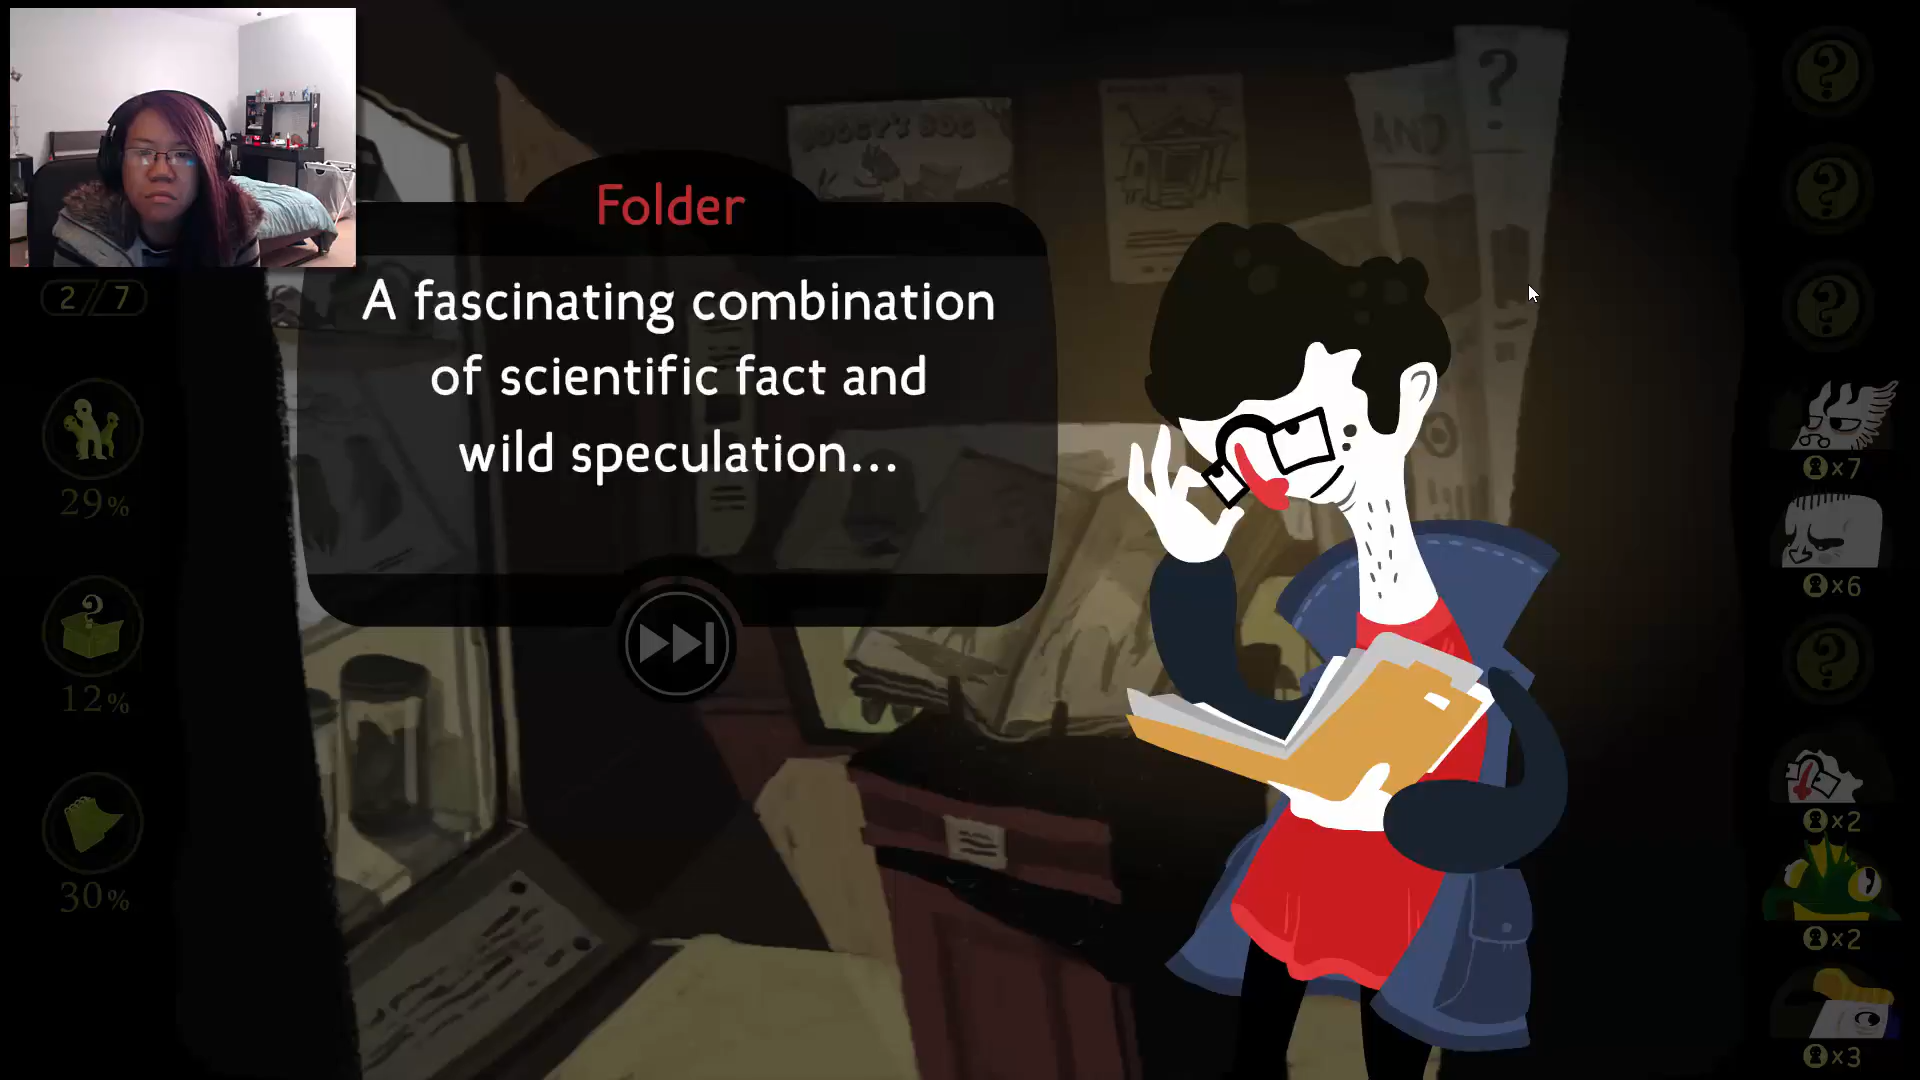 Folder
A fascinating combination
of scientific fact and
wild speculation...
2/7
29%
12%
30%
?
AND
?
?
?
x7
x6
?
x2
x2
x3